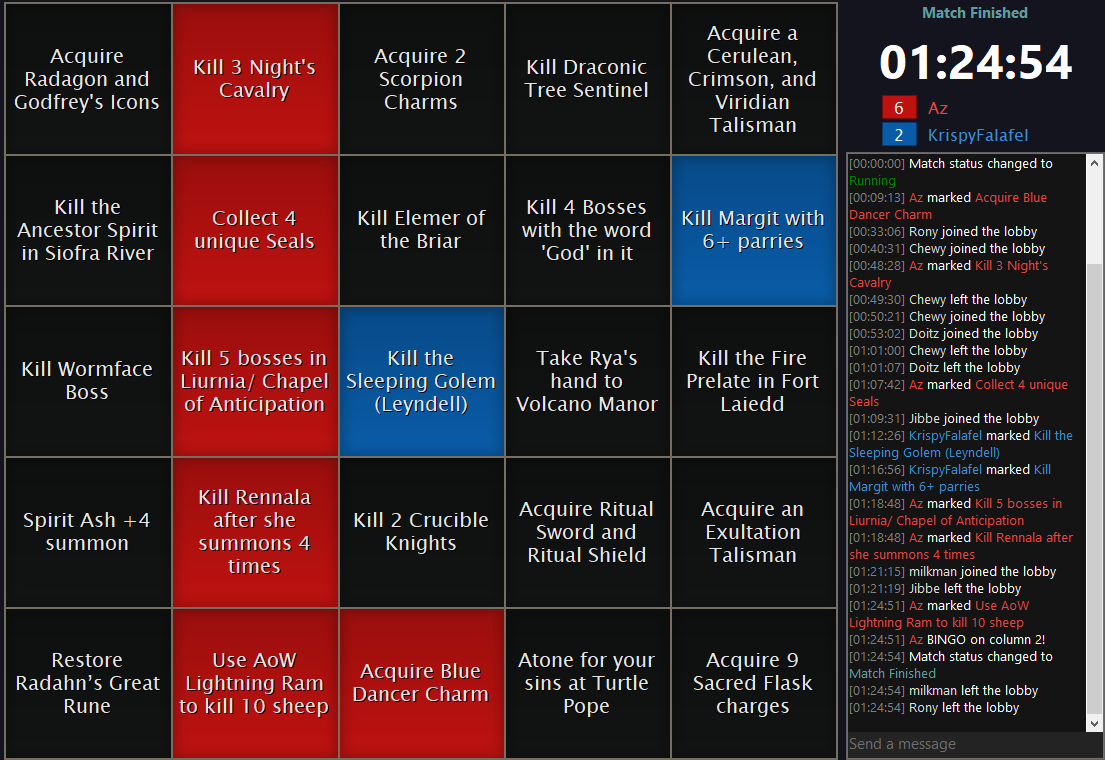 Acquire
Radagon and
Godfrey's Icons
Kill 3 Night's
Cavalry
Acquire 2
Scorpion
Charms
Kill Draconic
Tree Sentinel
Acquire a
Cerulean,
Crimson, and
Viridian
Talisman
Kill the
Ancestor Spirit
in Siofra River
Collect 4
unique Seals
Kill Elemer of
the Briar
Kill 4 Bosses
with the word
'God' in it
Kill Margit with
6+ parries
Kill Wormface
Boss
Kill 5 bosses in
Liurnia/ Chapel
of Anticipation
Kill the
Sleeping Golem
(Leyndell)
Take Rya's
hand to
Volcano Manor
Kill the Fire
Prelate in Fort
Laiedd
Spirit Ash +4
summon
Kill Rennala
after she
summons 4
times
Kill 2 Crucible
Knights
Acquire Ritual
Sword and
Ritual Shield
Acquire an
Exultation
Talisman
Restore
Radahn’s Great
Rune
Use AoW
Lightning Ram
to kill 10 sheep
Acquire Blue
Dancer Charm
Atone for your
sins at Turtle
Pope
Acquire 9
Sacred Flask
charges
Match Finished
01:24:54
6 Az
2 KrispyFalafel
[00:00:00] Match status changed to
Running
[00:09:13] Az marked Acquire Blue
Dancer Charm
[00:33:06] Rony joined the lobby
[00:40:31] Chewy joined the lobby
[00:48:28] Az marked Kill 3 Night's
Cavalry
[00:49:30] Chewy left the lobby
[00:50:21] Chewy joined the lobby
[00:53:02] Doitz joined the lobby
[01:01:00] Chewy left the lobby
[01:01:07] Doitz left the lobby
[01:07:42] Az marked Collect 4 unique
Seals
[01:09:31] Jibbe joined the lobby
[01:12:26] KrispyFalafel marked Kill the
Sleeping Golem (Leyndell)
[01:16:56] KrispyFalafel marked Kill
Margit with 6+ parries
[01:18:48] Az marked Kill 5 bosses in
Liurnia/ Chapel of Anticipation
[01:18:48] Az marked Kill Rennala after
she summons 4 times
[01:21:15] milkman joined the lobby
[01:21:19] Jibbe left the lobby
[01:24:51] Az marked Use AoW
Lightning Ram to kill 10 sheep
[01:24:51] Az BINGO on column 2!
[01:24:54] Match status changed to
Match Finished
[01:24:54] milkman left the lobby
[01:24:54] Rony left the lobby
Send a message